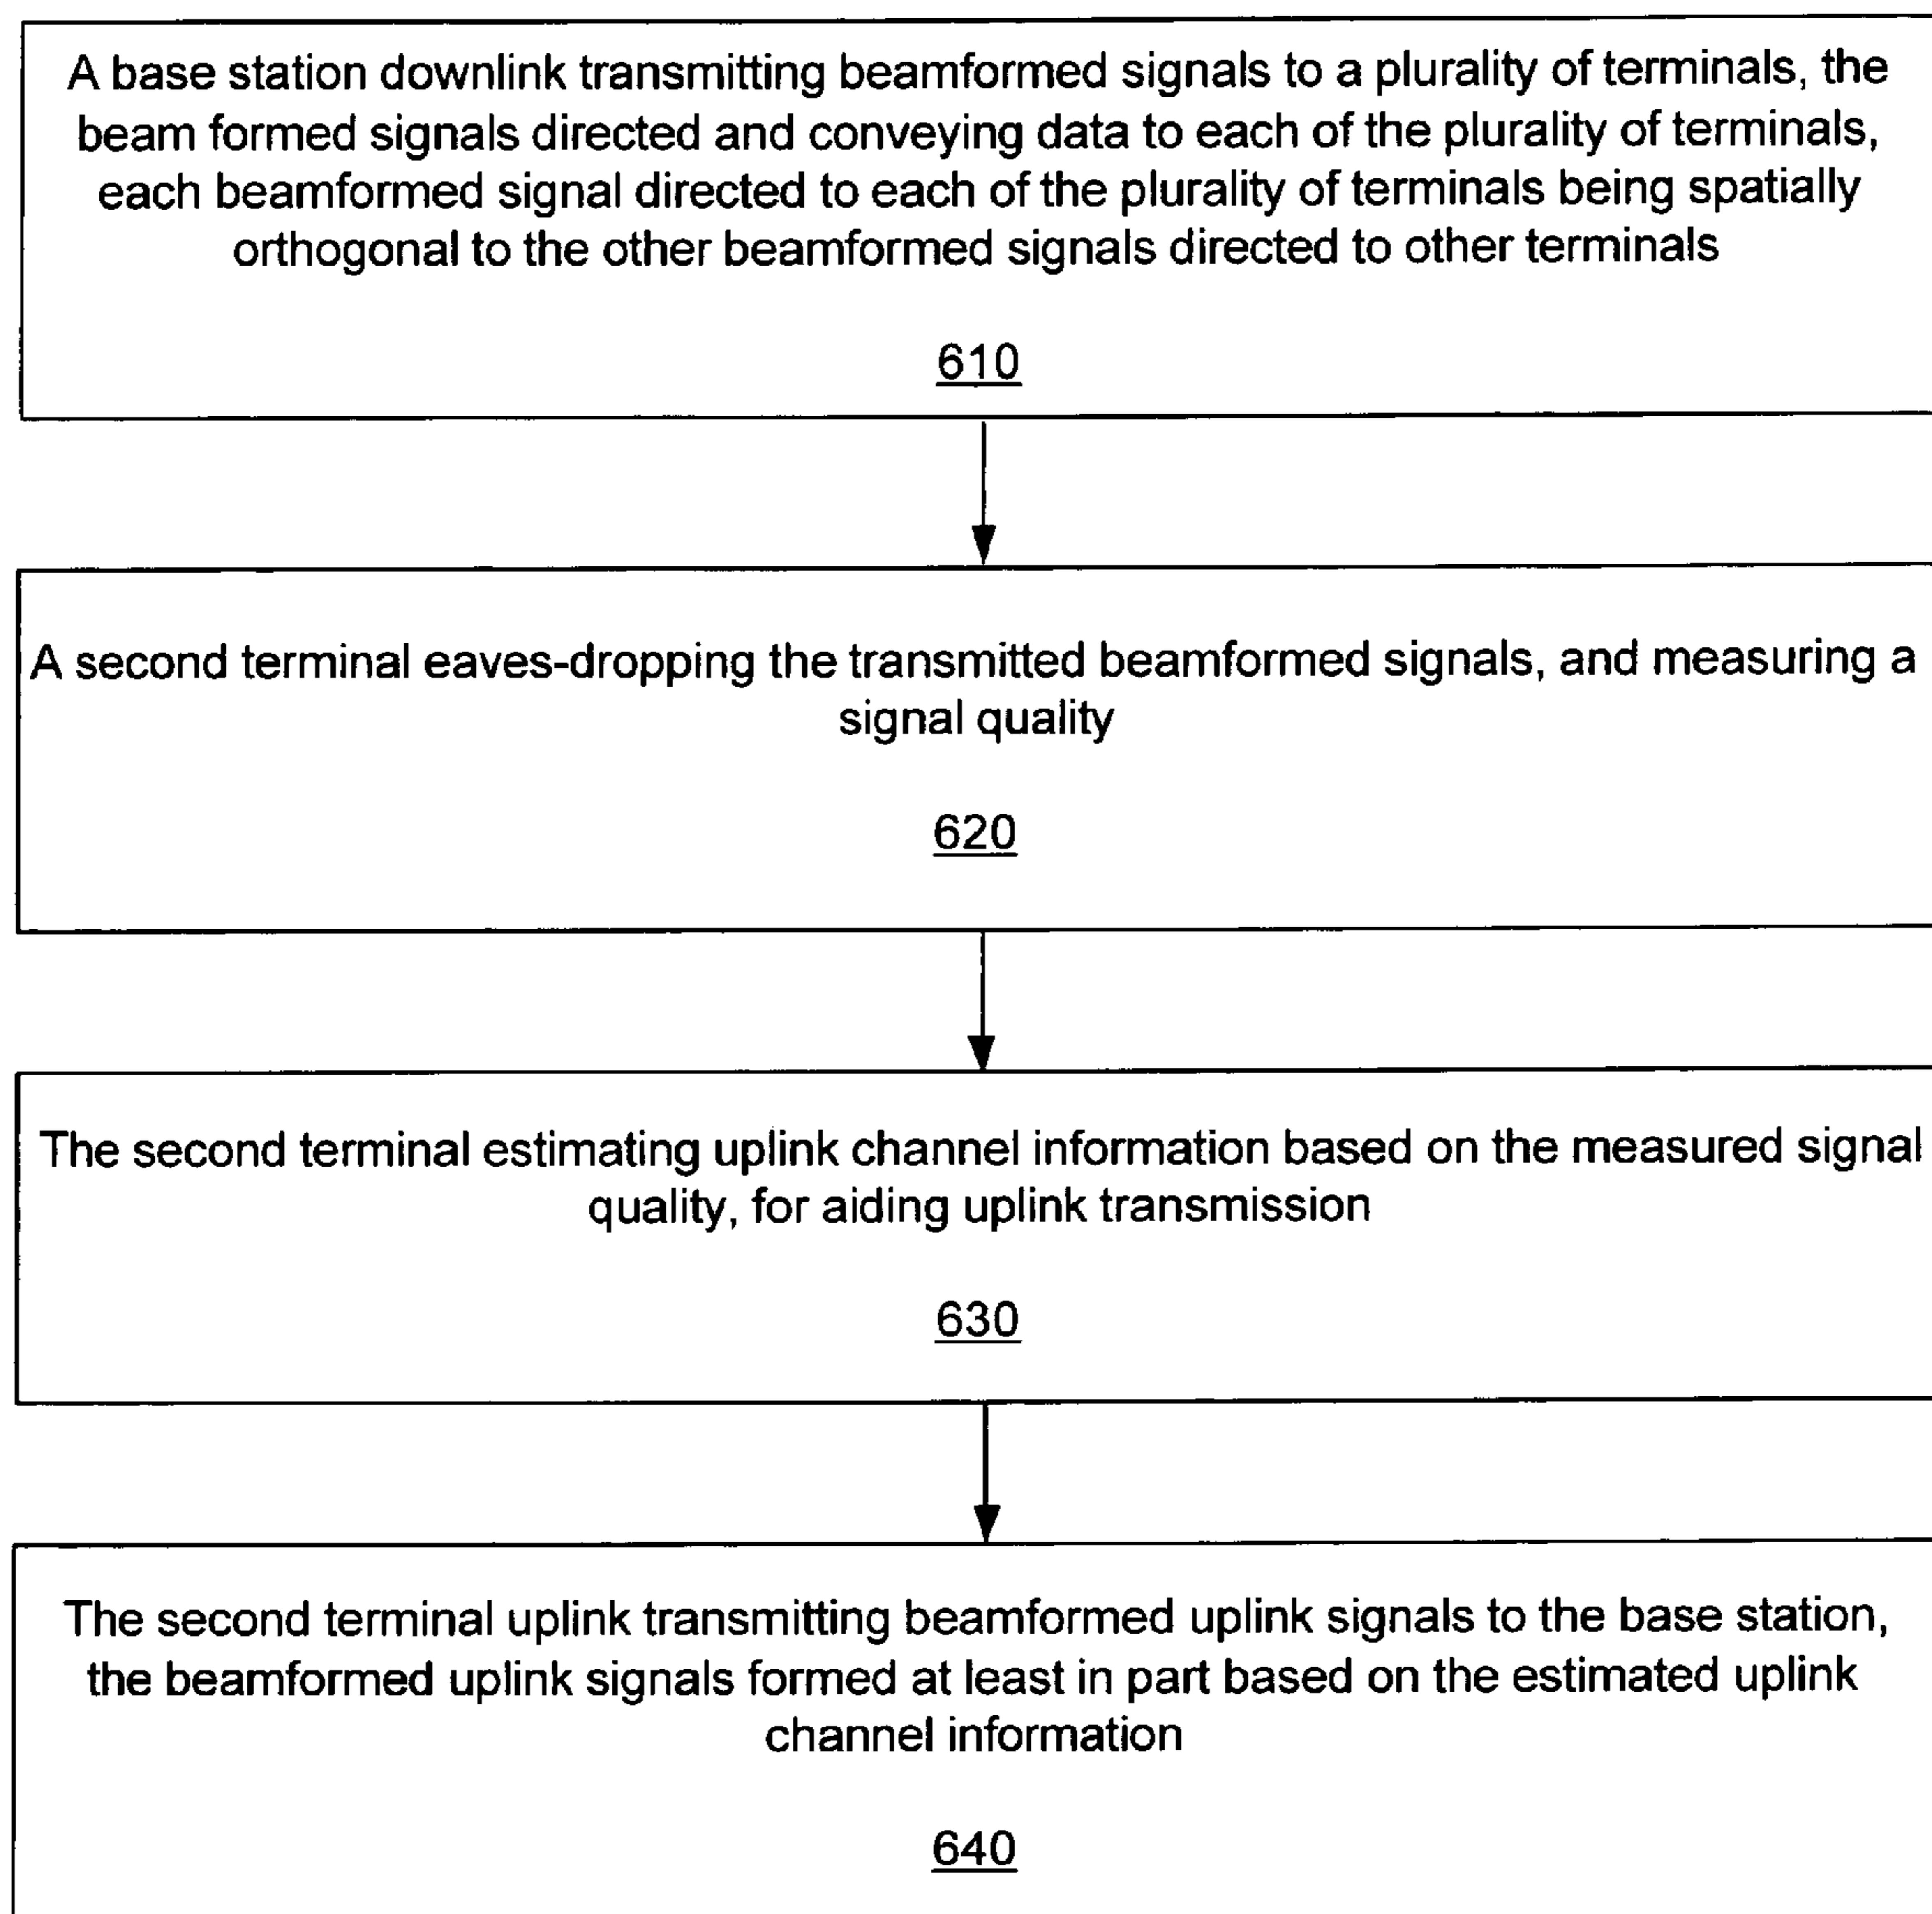 A base station downlink transmitting beamformed signals to a plurality of terminals, the
beam formed signals directed and conveying data to each of the plurality of terminals,
each beamformed signal directed to each of the plurality of terminals being spatially
orthogonal to the other beamformed signals directed to other terminals
610
A second terminal eaves-dropping the transmitted beamformed signals, and measuring a
signal quality
620
The second terminal estimating uplink channel information based on the measured signal
quality, for aiding uplink transmission
630
The second terminal uplink transmitting beamformed uplink signals to the base station,
the beamformed uplink signals formed at least in part based on the estimated uplink
channel information
640